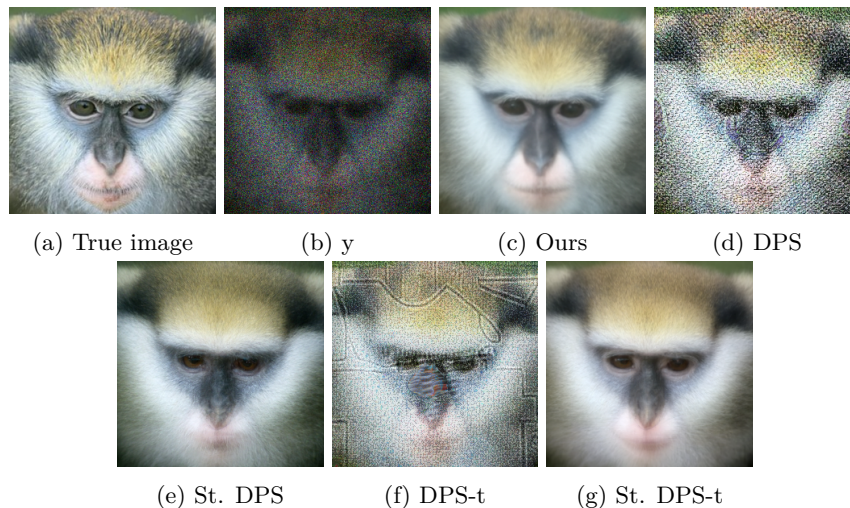 (a) True image
(b) y
(c) Ours
(d) DPS
(e) St. DPS
(f) DPS-t
(g) St. DPS-t